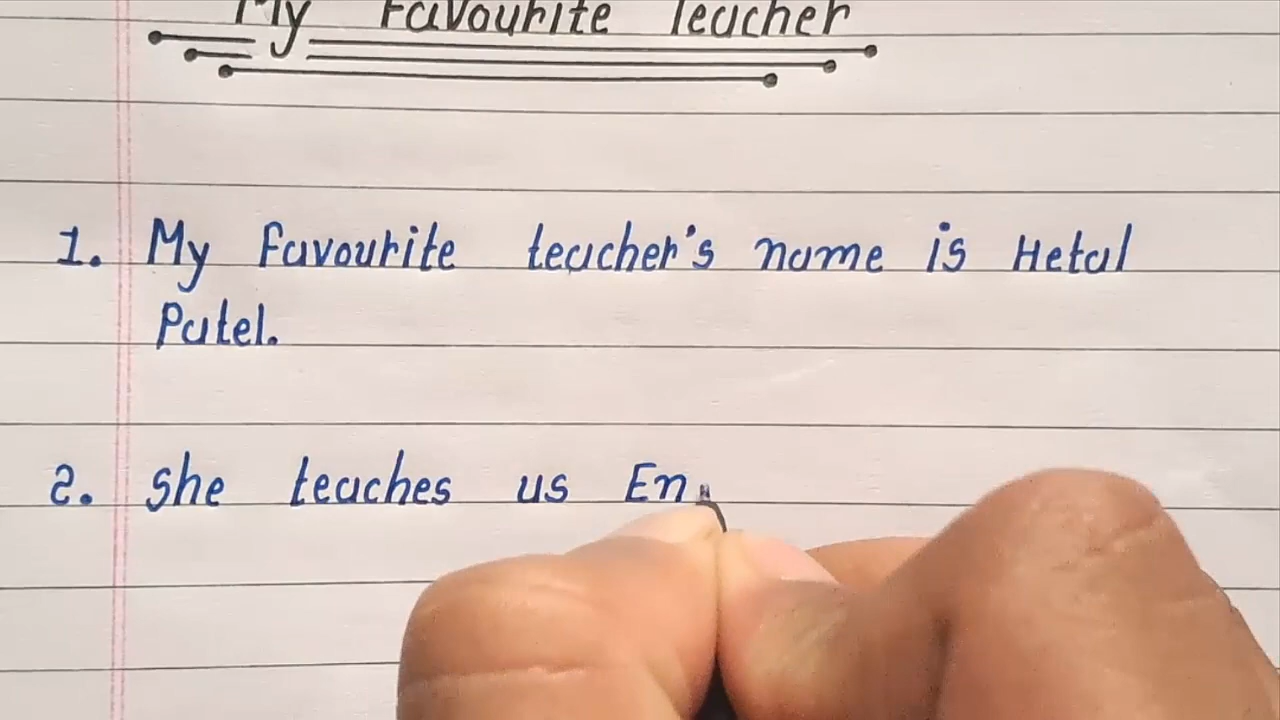 My Favourite Teacher
1. My Favourite teacher's name is Hetal
Patel.
2. she teaches us En